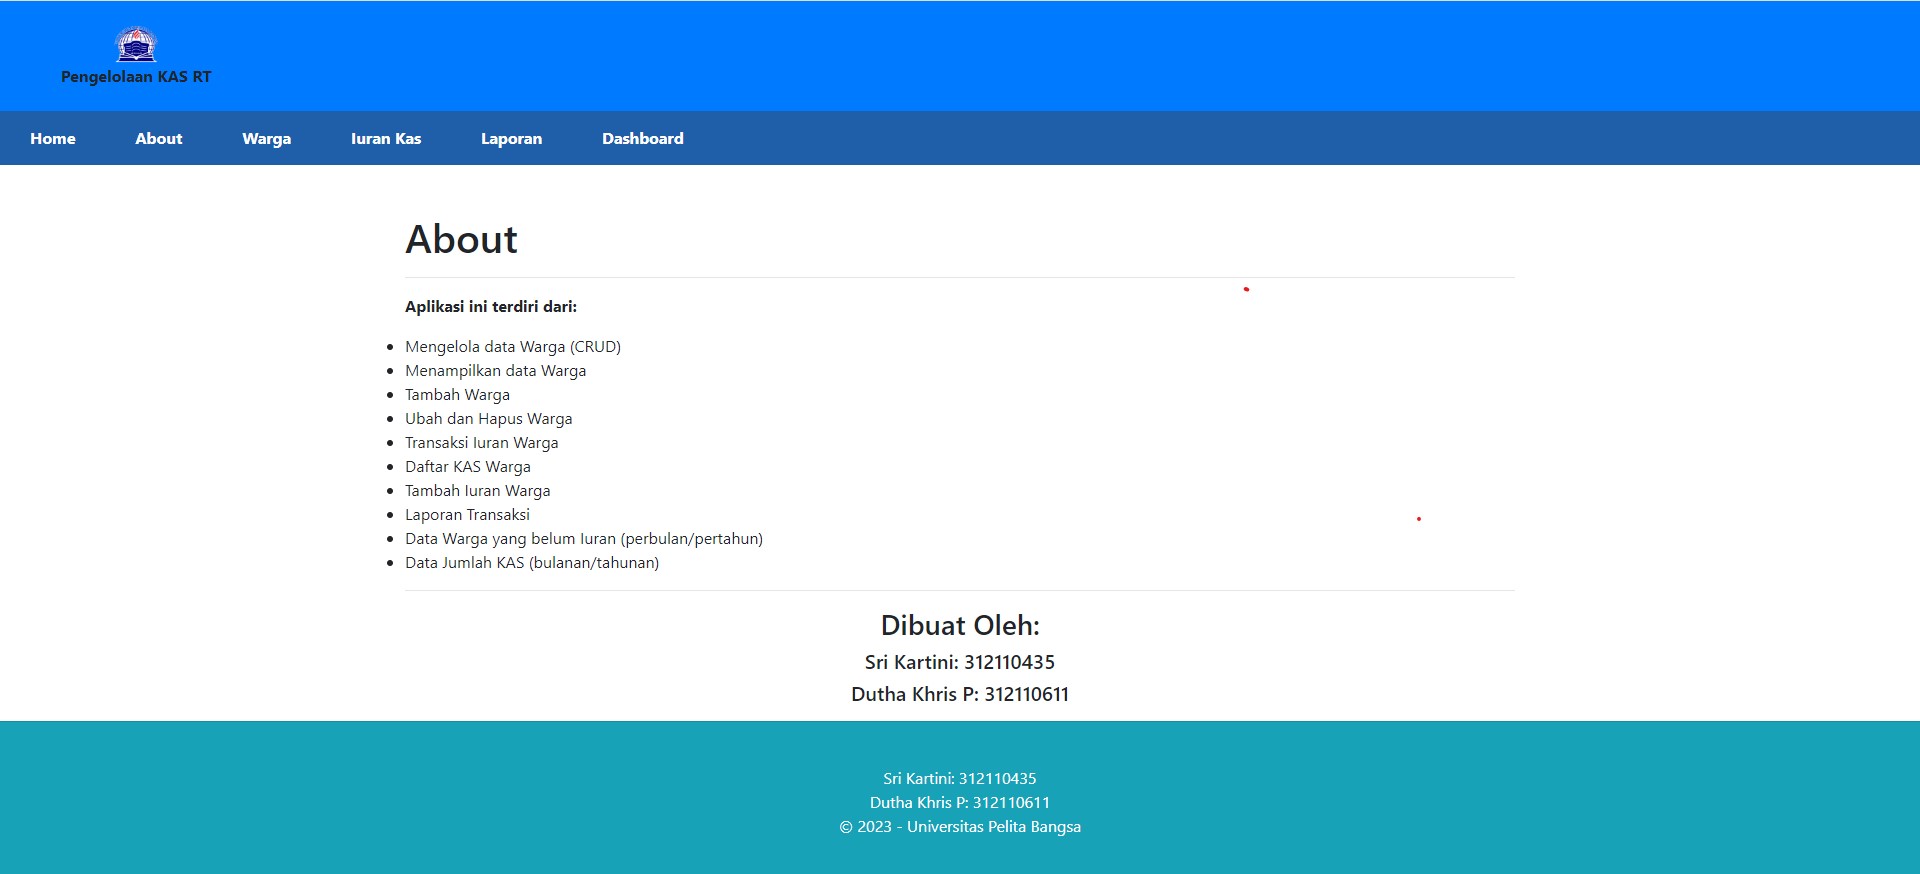 Pengelolaan KAS RT
Home About Warga Iuran Kas Laporan Dashboard
About
Aplikasi ini terdiri dari:
Mengelola data Warga (CRUD)
Menampilkan data Warga
Tambah Warga
Ubah dan Hapus Warga
Transaksi Iuran Warga
Daftar KAS Warga
Tambah Iuran Warga
Laporan Transaksi
Data Warga yang belum Iuran (perbulan/pertahun)
Data Jumlah KAS (bulanan/tahunan)
Dibuat Oleh:
Sri Kartini: 312110435
Dutha Khris P: 312110611
Sri Kartini: 312110435
Dutha Khris P: 312110611
© 2023 - Universitas Pelita Bangsa